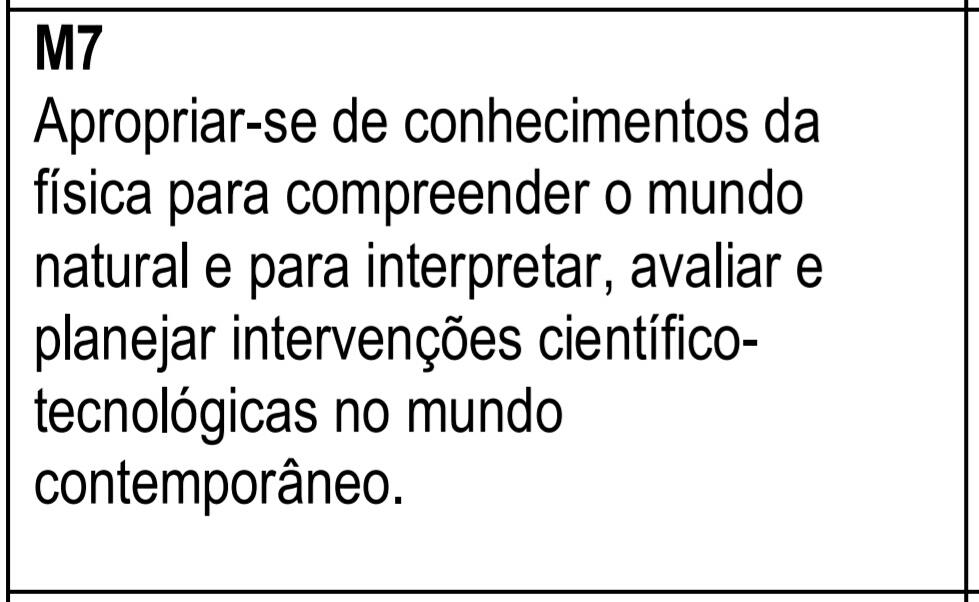 M7
Apropriar-se de conhecimentos da
física para compreender o mundo
natural e para interpretar, avaliar e
planejar intervenções científico-
tecnológicas no mundo
contemporâneo.